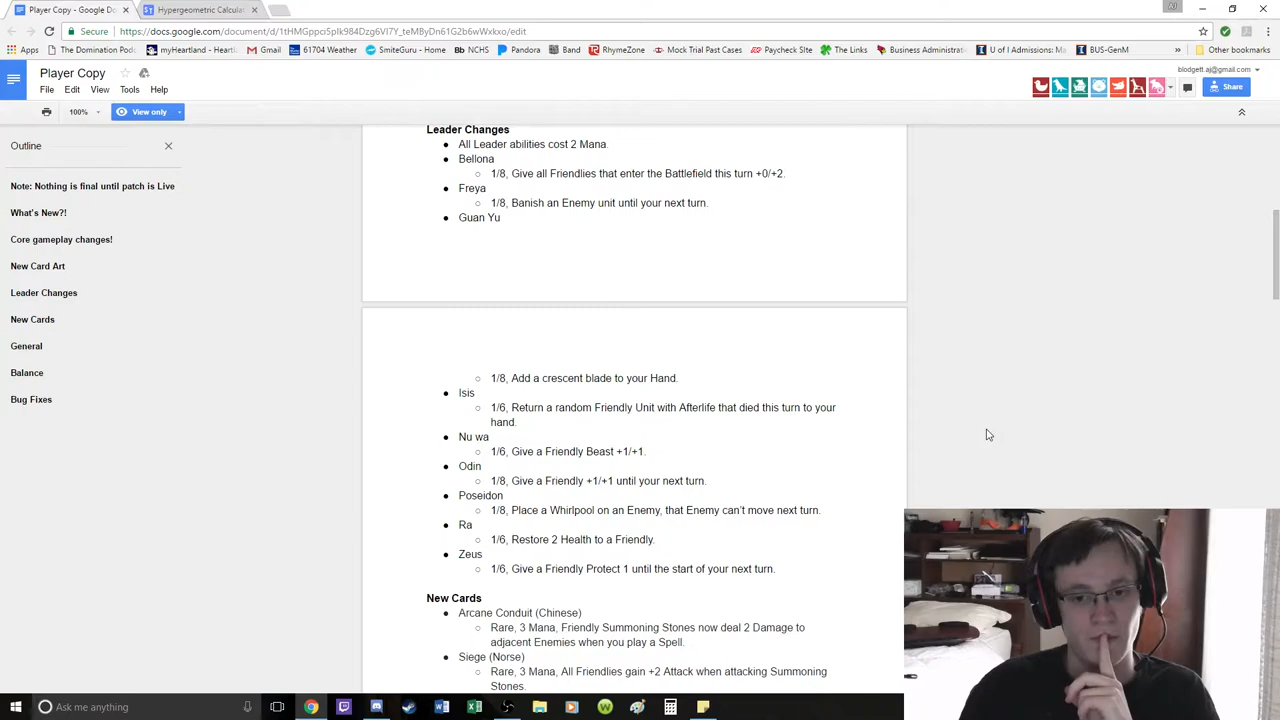 Player Copy - Google Do
Hypergeometric Calculat
AJ
Secure
https://docs.google.com/document/d/
/edit
Apps
The Domination Pod
myHeartland - Heartl
Gmail
61704 Weather
SmiteGuru - Home
NCHS
Pandora
Band
RhymeZone
Mock Trial Past Cases
Paycheck Site
The Links
Business Administrat
U of I Admissions: M
BUS-GenM
»
Other bookmarks
Player Copy
blodgett.aj@gmail.com
File Edit View Tools Help
Share
100%
View only
Outline
Note: Nothing is final until patch is Live
What's New?!
Core gameplay changes!
New Card Art
Leader Changes
New Cards
General
Balance
Bug Fixes
Leader Changes
All Leader abilities cost 2 Mana.
Bellona
1/8, Give all Friendlies that enter the Battlefield this turn +0/+2.
Freya
1/8, Banish an Enemy unit until your next turn.
Guan Yu
1/8, Add a crescent blade to your Hand.
Isis
1/6, Return a random Friendly Unit with Afterlife that died this turn to your
hand.
Nu wa
1/6, Give a Friendly Beast +1/+1.
Odin
1/8, Give a Friendly +1/+1 until your next turn.
Poseidon
1/8, Place a Whirlpool on an Enemy, that Enemy can't move next turn.
Ra
1/6, Restore 2 Health to a Friendly.
Zeus
1/6, Give a Friendly Protect 1 until the start of your next turn.
New Cards
Arcane Conduit (Chinese)
Rare, 3 Mana, Friendly Summoning Stones now deal 2 Damage to
adjacent Enemies when you play a Spell.
Siege (Norse)
Rare, 3 Mana, All Friendlies gain +2 Attack when attacking Summoning
Stones.
Ask me anything